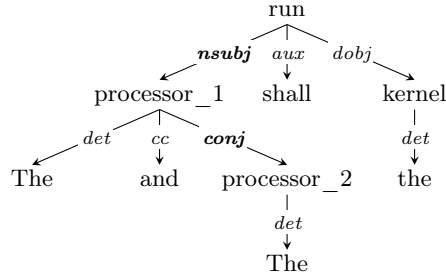 run
nsubj aux dobj
processor_1 shall kernel
det cc conj det
The and processor_2 the
det
The